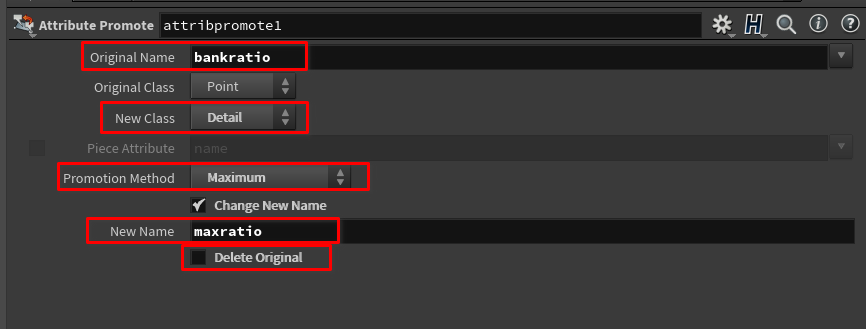 Attribute Promote attribpromote1
Original Name bankratio
Original Class Point
New Class Detail
Piece Attribute name
Promotion Method Maximum
Change New Name
New Name maxratio
Delete Original